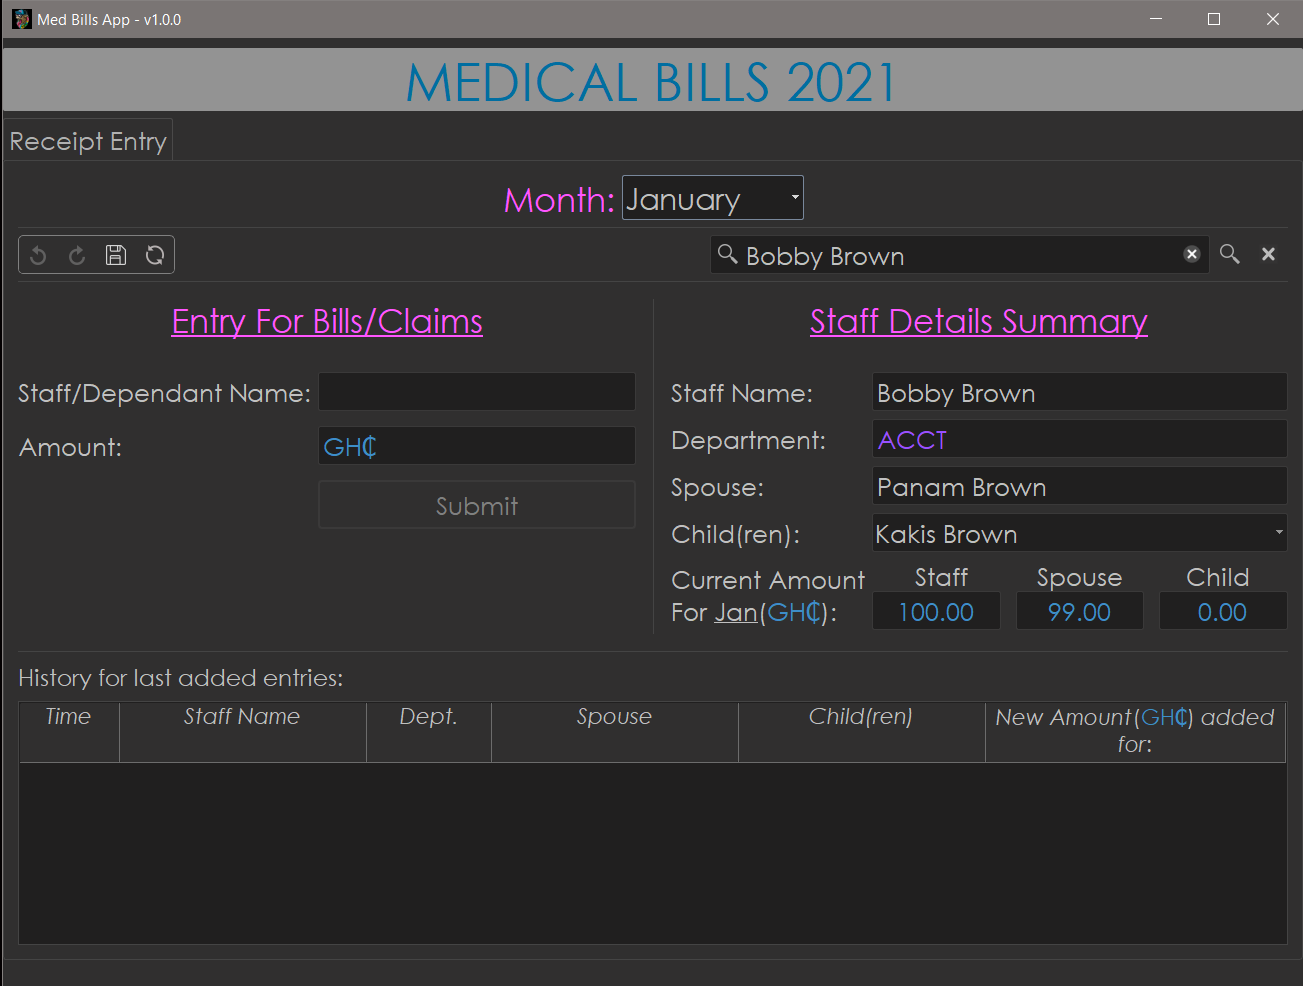 Med Bills App - v1.0.0
MEDICAL BILLS 2021
Receipt Entry
Month: January
Bobby Brown
Entry For Bills/Claims
Staff/Dependant Name:
Amount: GH₵
Submit
Staff Details Summary
Staff Name: Bobby Brown
Department: ACCT
Spouse: Panam Brown
Child(ren): Kakis Brown
Current Amount Staff Spouse Child
For Jan(GH₵): 100.00 99.00 0.00
History for last added entries:
Time Staff Name Dept. Spouse Child(ren) New Amount(GH₵) added
for: